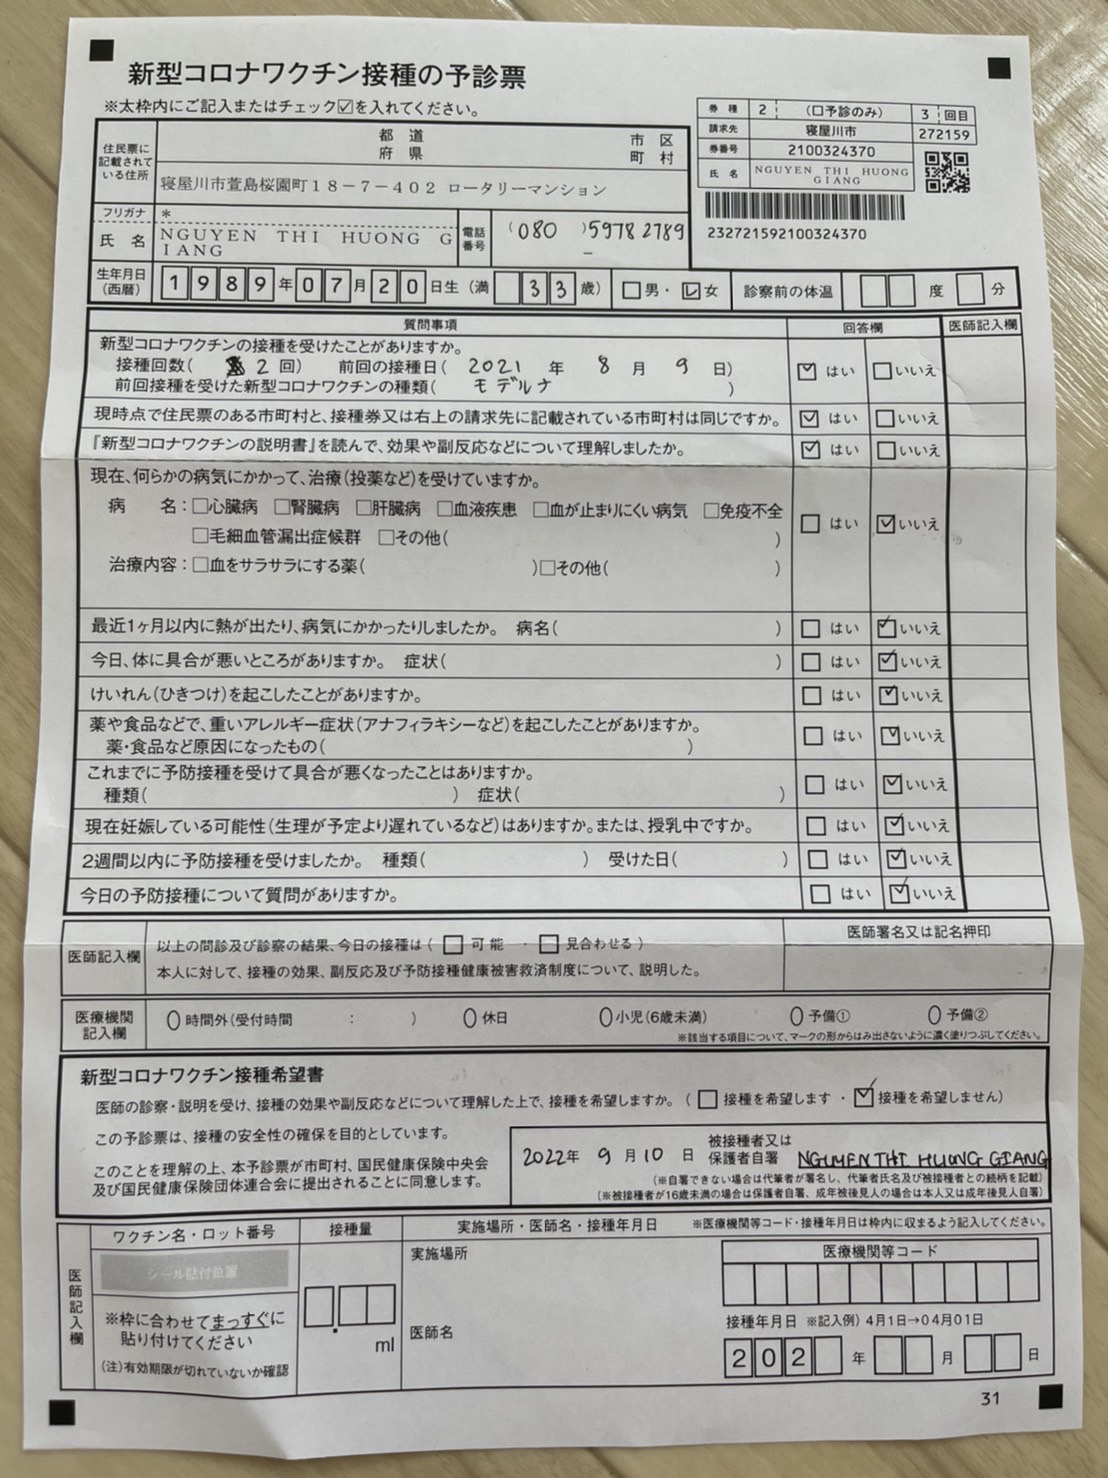 新型コロナワクチン接種の予診票
※太枠内にご記入またはチェック☑を入れてください。
券種 2 (口予診のみ) 3 回目
請求先 寝屋川市 272159
券番号 2100324370
氏名 NGUYEN THI HUONG GIANG
232721592100324370
住民票に記載されている住所
都道府県 市区町村
寝屋川市萱島桜園町18-7-402 ロータリーマンション
フリガナ *
氏名 NGUYEN THI HUONG GIANG
電話番号 (080)59782789 -
生年月日(西暦) 1989年07月20日生(満 33歳) □男・☑女 診察前の体温 度 分
質問事項 回答欄 医師記入欄
新型コロナワクチンの接種を受けたことがありますか。
接種回数( 2回) 前回の接種日( 2021年 8月 9日)
前回接種を受けた新型コロナワクチンの種類( モデルナ )
☑はい □いいえ
現時点で住民票のある市町村と、接種券又は右上の請求先に記載されている市町村は同じですか。 ☑はい □いいえ
『新型コロナワクチンの説明書』を読んで、効果や副反応などについて理解しましたか。 ☑はい □いいえ
現在、何らかの病気にかかって、治療(投薬など)を受けていますか。
病名:□心臓病 □腎臓病 □肝臓病 □血液疾患 □血が止まりにくい病気 □免疫不全
□毛細血管漏出症候群 □その他( )
治療内容:□血をサラサラにする薬( )□その他( )
□はい ☑いいえ
最近1ヶ月以内に熱が出たり、病気にかかったりしましたか。 病名( ) □はい ☑いいえ
今日、体に具合が悪いところがありますか。 症状( ) □はい ☑いいえ
けいれん(ひきつけ)を起こしたことがありますか。 □はい ☑いいえ
薬や食品などで、重いアレルギー症状(アナフィラキシーなど)を起こしたことがありますか。
薬・食品など原因になったもの( ) □はい ☑いいえ
これまでに予防接種を受けて具合が悪くなったことはありますか。
種類( ) 症状( ) □はい ☑いいえ
現在妊娠している可能性(生理が予定より遅れているなど)はありますか。または、授乳中ですか。 □はい ☑いいえ
2週間以内に予防接種を受けましたか。 種類( ) 受けた日( ) □はい ☑いいえ
今日の予防接種について質問がありますか。 □はい ☑いいえ
医師記入欄
以上の問診及び診察の結果、今日の接種は(□可能・□見合わせる)
本人に対して、接種の効果、副反応及び予防接種健康被害救済制度について、説明した。
医師署名又は記名押印
医療機関記入欄
○時間外(受付時間 : ) ○休日 ○小児(6歳未満) ○予備① ○予備②
※該当する項目について、マークの形からはみ出さないように濃く塗りつぶしてください。
新型コロナワクチン接種希望書
医師の診察・説明を受け、接種の効果や副反応などについて理解した上で、接種を希望しますか。(□接種を希望します・☑接種を希望しません)
この予診票は、接種の安全性の確保を目的としています。
このことを理解の上、本予診票が市町村、国民健康保険中央会
及び国民健康保険団体連合会に提出されることに同意します。
2022年 9月10日 被接種者又は保護者自署 NGUYEN THI HUONG GIANG
(※自署できない場合は代筆者が署名し、代筆者氏名及び被接種者との続柄を記載)
(※被接種者が16歳未満の場合は保護者自署、成年被後見人の場合は本人又は成年後見人自署)
医師記入欄
ワクチン名・ロット番号 接種量 実施場所・医師名・接種年月日 ※医療機関等コード・接種年月日は枠内に収まるよう記入してください。
シール貼付位置
※枠に合わせてまっすぐに貼り付けてください
(注)有効期限が切れていないか確認
. ml
実施場所
医師名
医療機関等コード
接種年月日 ※記入例)4月1日→04月01日
202 年 月 日
31